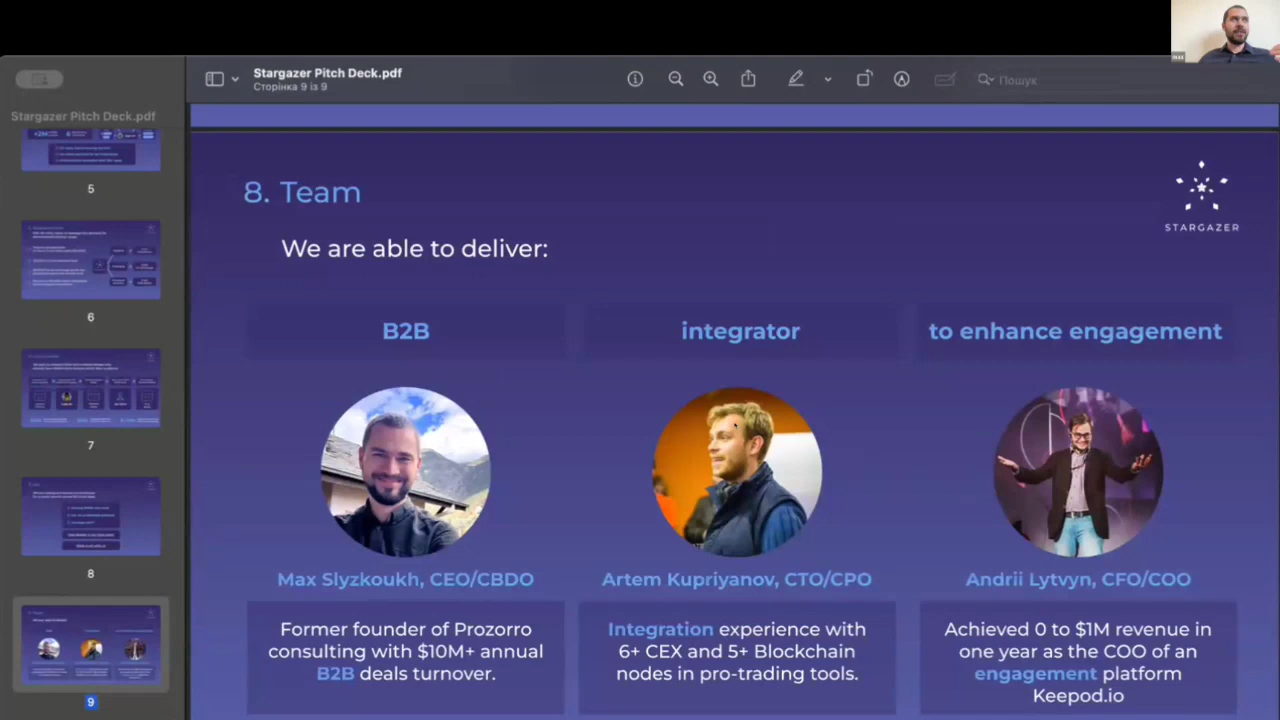 Stargazer Pitch Deck.pdf
Сторінка 9 із 9
Пошук
Stargazer Pitch Deck.pdf
5
6
7
8
9
8. Team
STARGAZER
We are able to deliver:
B2B
integrator
to enhance engagement
Max Slyzkoukh, CEO/CBDO
Artem Kupriyanov, CTO/CPO
Andrii Lytvyn, CFO/COO
Former founder of Prozorro
consulting with $10M+ annual
B2B deals turnover.
Integration experience with
6+ CEX and 5+ Blockchain
nodes in pro-trading tools.
Achieved 0 to $1M revenue in
one year as the COO of an
engagement platform
Keepod.io